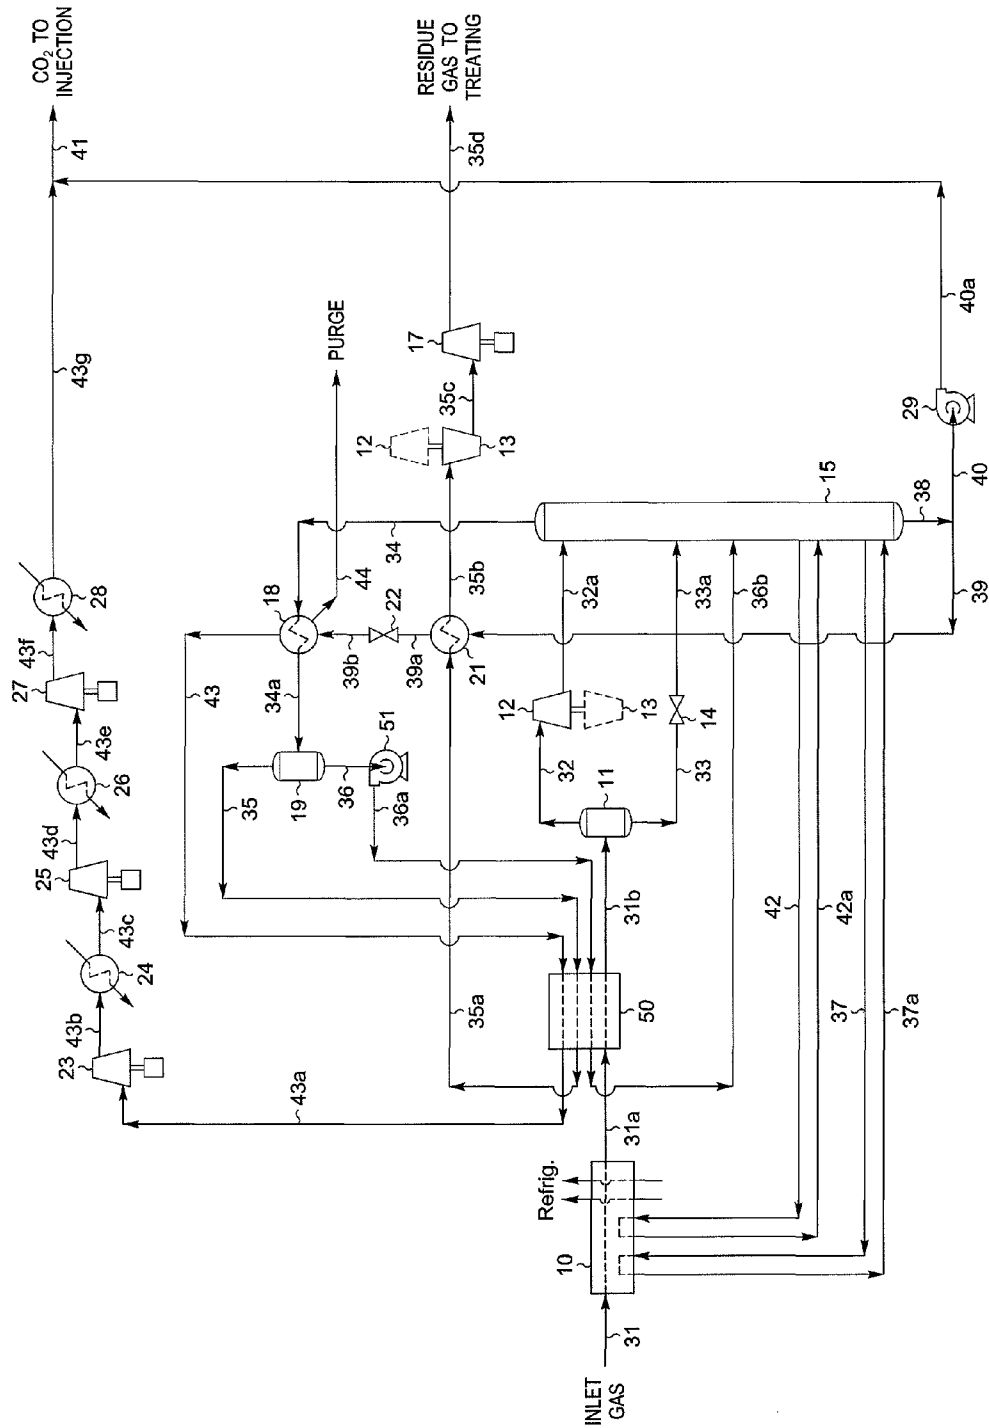 CO2 TO
INJECTION
41
43g
28
43f
27
43e
26
43d
25
43c
24
43b
23
43a
RESIDUE
GAS TO
TREATING
35d
17
35c
12
13
35b
PURGE
44
34
18
22
39b
39a
21
34a
43
19
36
51
36a
35
35a
40a
29
40
15
38
39
32a
33a
36b
12
13
14
32
33
11
31b
50
31a
42
42a
37
37a
Refrig.
10
31
INLET
GAS